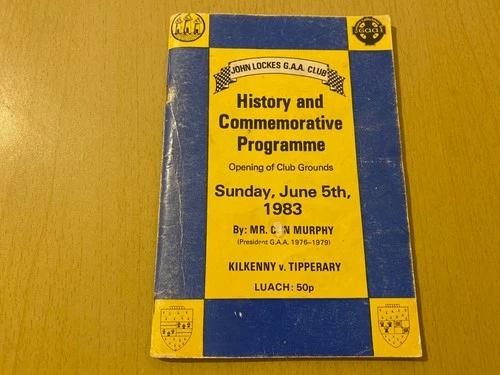 JOHN LOCKES G.A.A. CLUB
History and
Commemorative
Programme
Opening of Club Grounds
Sunday, June 5th,
1983
By: MR. CON MURPHY
(President G.A.A. 1976–1979)
KILKENNY v. TIPPERARY
LUACH: 50p